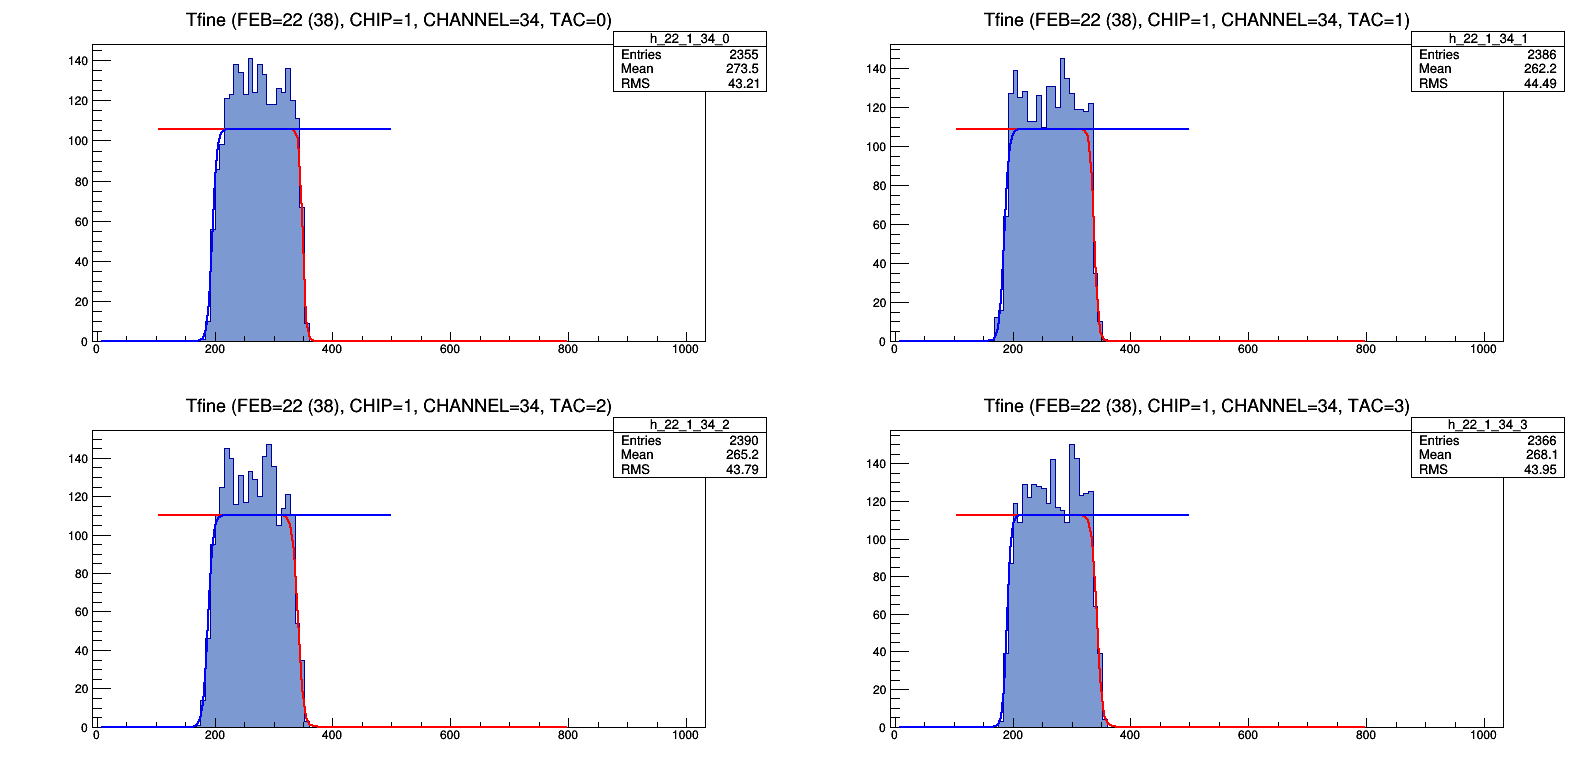 Tfine (FEB=22 (38), CHIP=1, CHANNEL=34, TAC=0)
h_22_1_34_0
Entries 2355
Mean 273.5
RMS 43.21
140
120
100
80
60
40
20
0
0 200 400 600 800 1000
Tfine (FEB=22 (38), CHIP=1, CHANNEL=34, TAC=1)
h_22_1_34_1
Entries 2386
Mean 262.2
RMS 44.49
140
120
100
80
60
40
20
0
0 200 400 600 800 1000
Tfine (FEB=22 (38), CHIP=1, CHANNEL=34, TAC=2)
h_22_1_34_2
Entries 2390
Mean 265.2
RMS 43.79
140
120
100
80
60
40
20
0
0 200 400 600 800 1000
Tfine (FEB=22 (38), CHIP=1, CHANNEL=34, TAC=3)
h_22_1_34_3
Entries 2366
Mean 268.1
RMS 43.95
140
120
100
80
60
40
20
0
0 200 400 600 800 1000